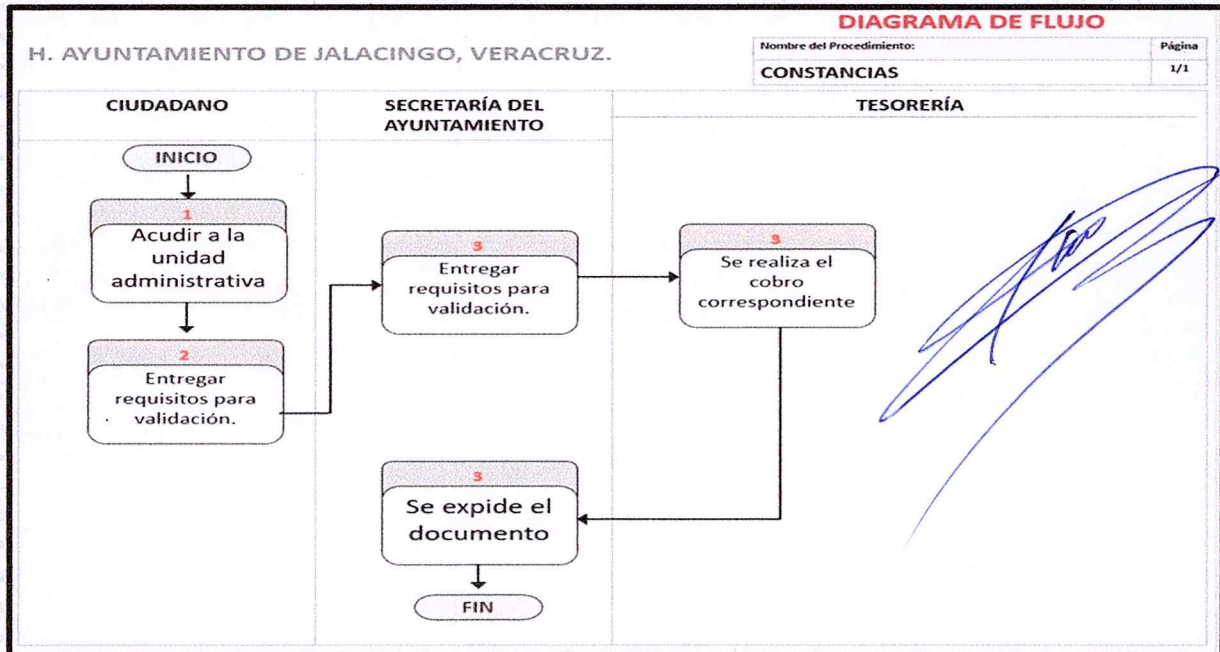 DIAGRAMA DE FLUJO
H. AYUNTAMIENTO DE JALACINGO, VERACRUZ.
Nombre del Procedimiento:
Página
CONSTANCIAS
1/1
CIUDADANO
SECRETARÍA DEL
AYUNTAMIENTO
TESORERÍA
INICIO
1
Acudir a la
unidad
administrativa
2
Entregar
requisitos para
validación.
3
Entregar
requisitos para
validación.
3
Se realiza el
cobro
correspondiente
3
Se expide el
documento
FIN